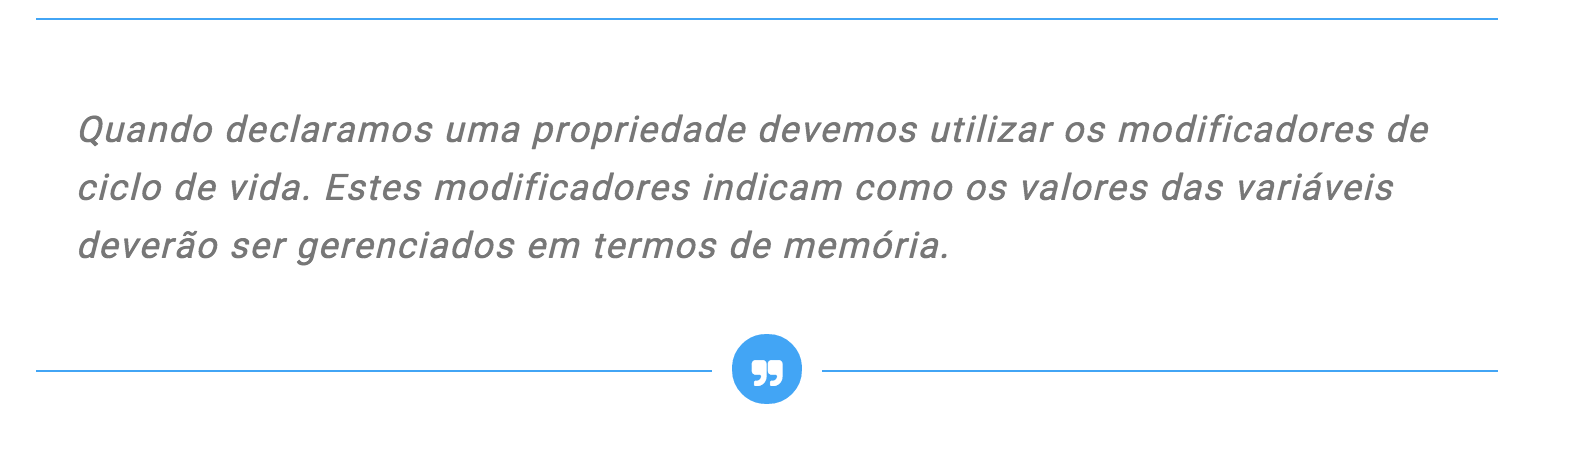 Quando declaramos uma propriedade devemos utilizar os modificadores de
ciclo de vida. Estes modificadores indicam como os valores das variáveis
deverão ser gerenciados em termos de memória.